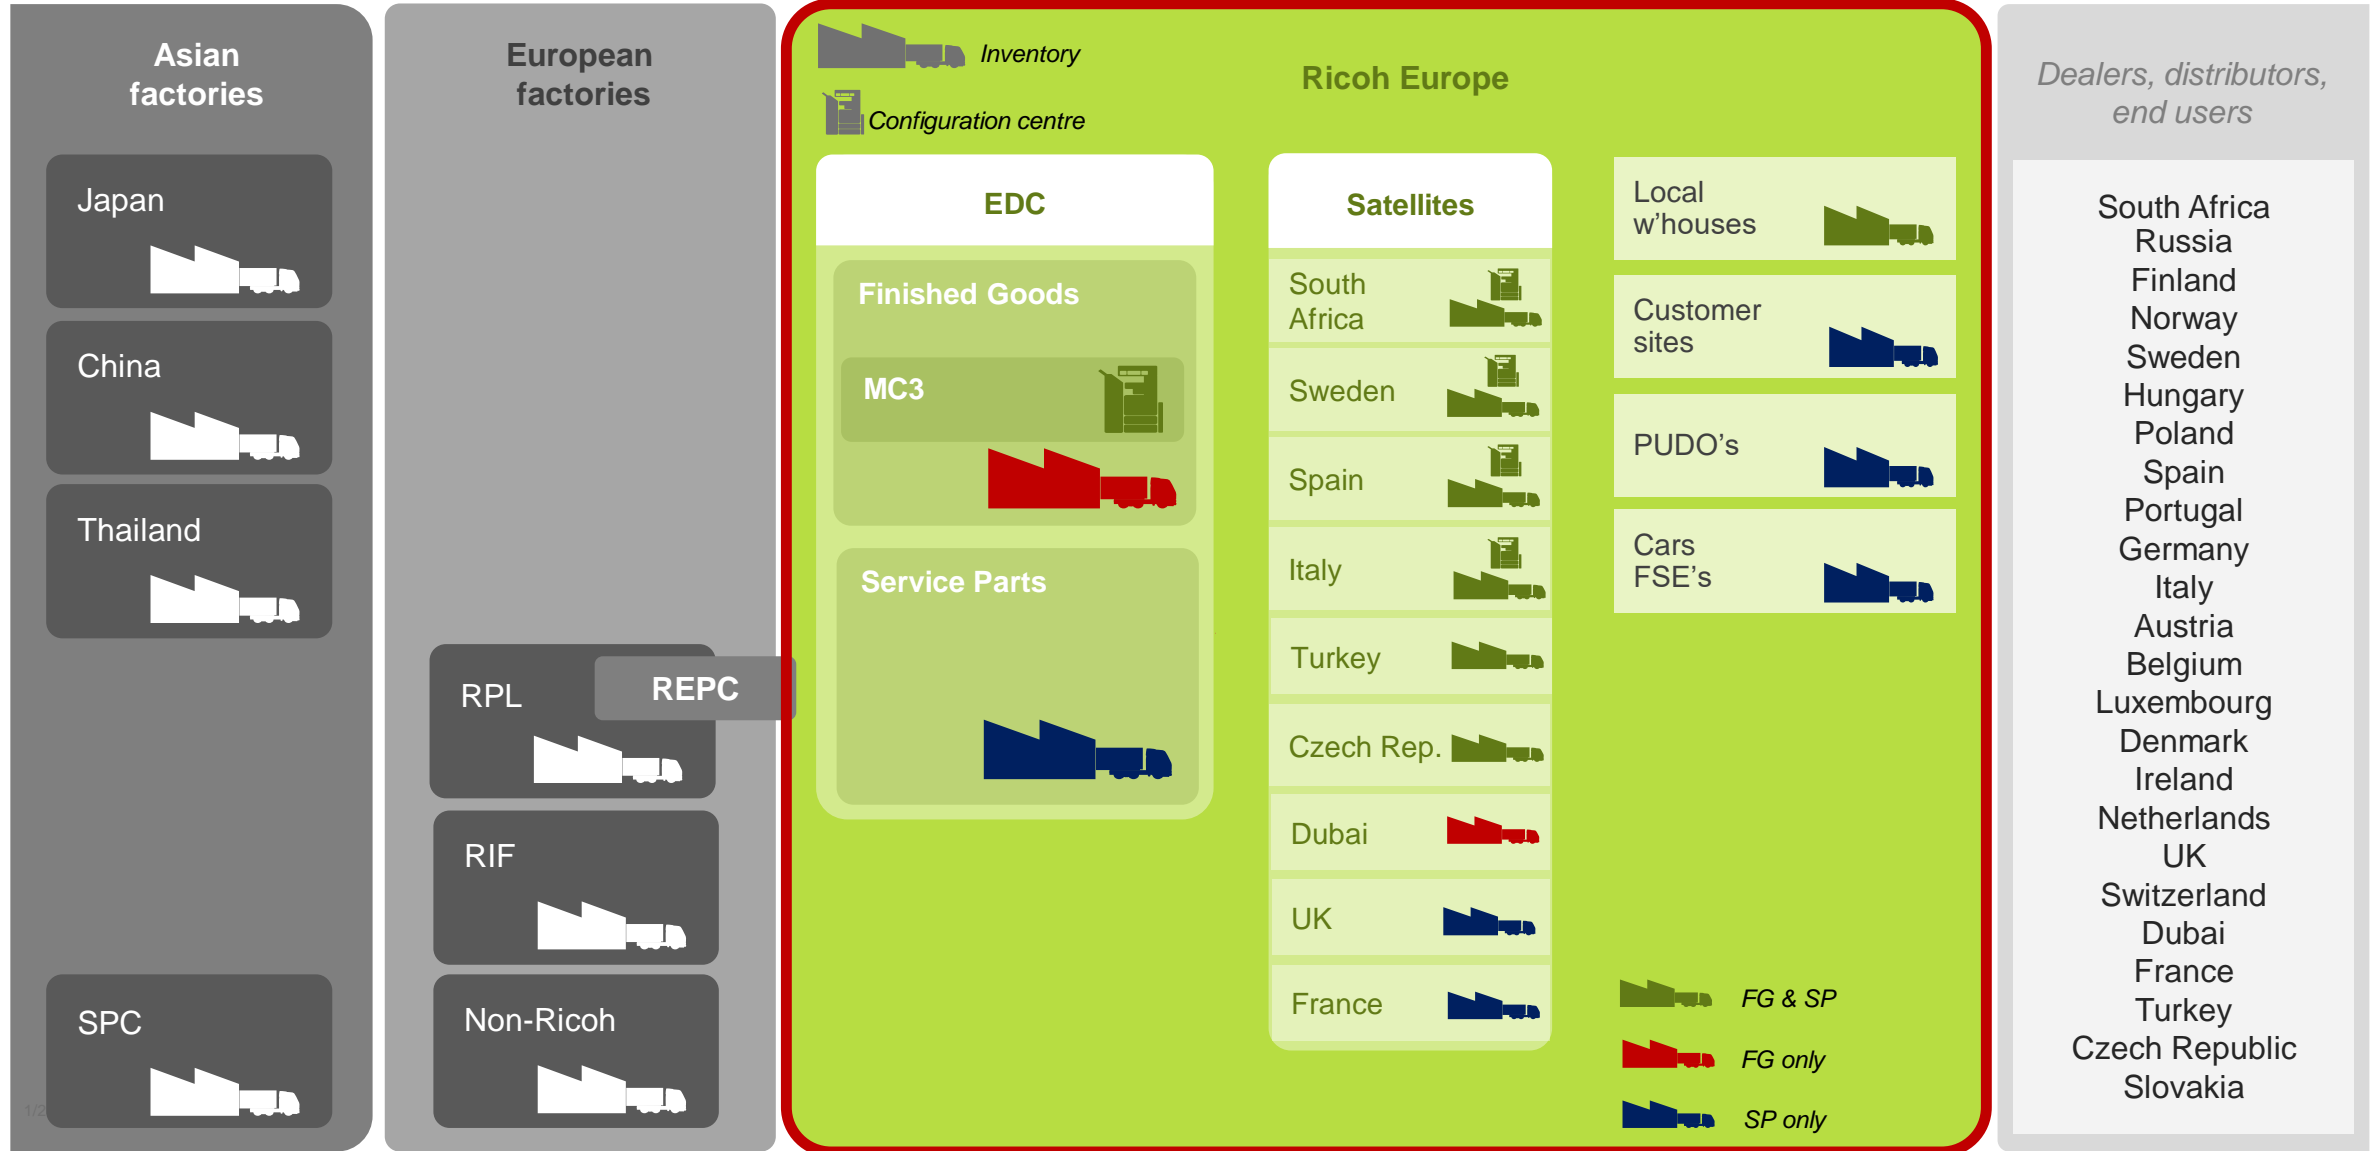 Asian
factories
Japan
China
Thailand
SPC
1/2
European
factories
RPL
REPC
RIF
Non-Ricoh
Inventory
Configuration centre
Ricoh Europe
EDC
Finished Goods
MC3
Service Parts
Satellites
South
Africa
Sweden
Spain
Italy
Turkey
Czech Rep.
Dubai
UK
France
Local
w'houses
Customer
sites
PUDO's
Cars
FSE's
FG & SP
FG only
SP only
Dealers, distributors,
end users
South Africa
Russia
Finland
Norway
Sweden
Hungary
Poland
Spain
Portugal
Germany
Italy
Austria
Belgium
Luxembourg
Denmark
Ireland
Netherlands
UK
Switzerland
Dubai
France
Turkey
Czech Republic
Slovakia